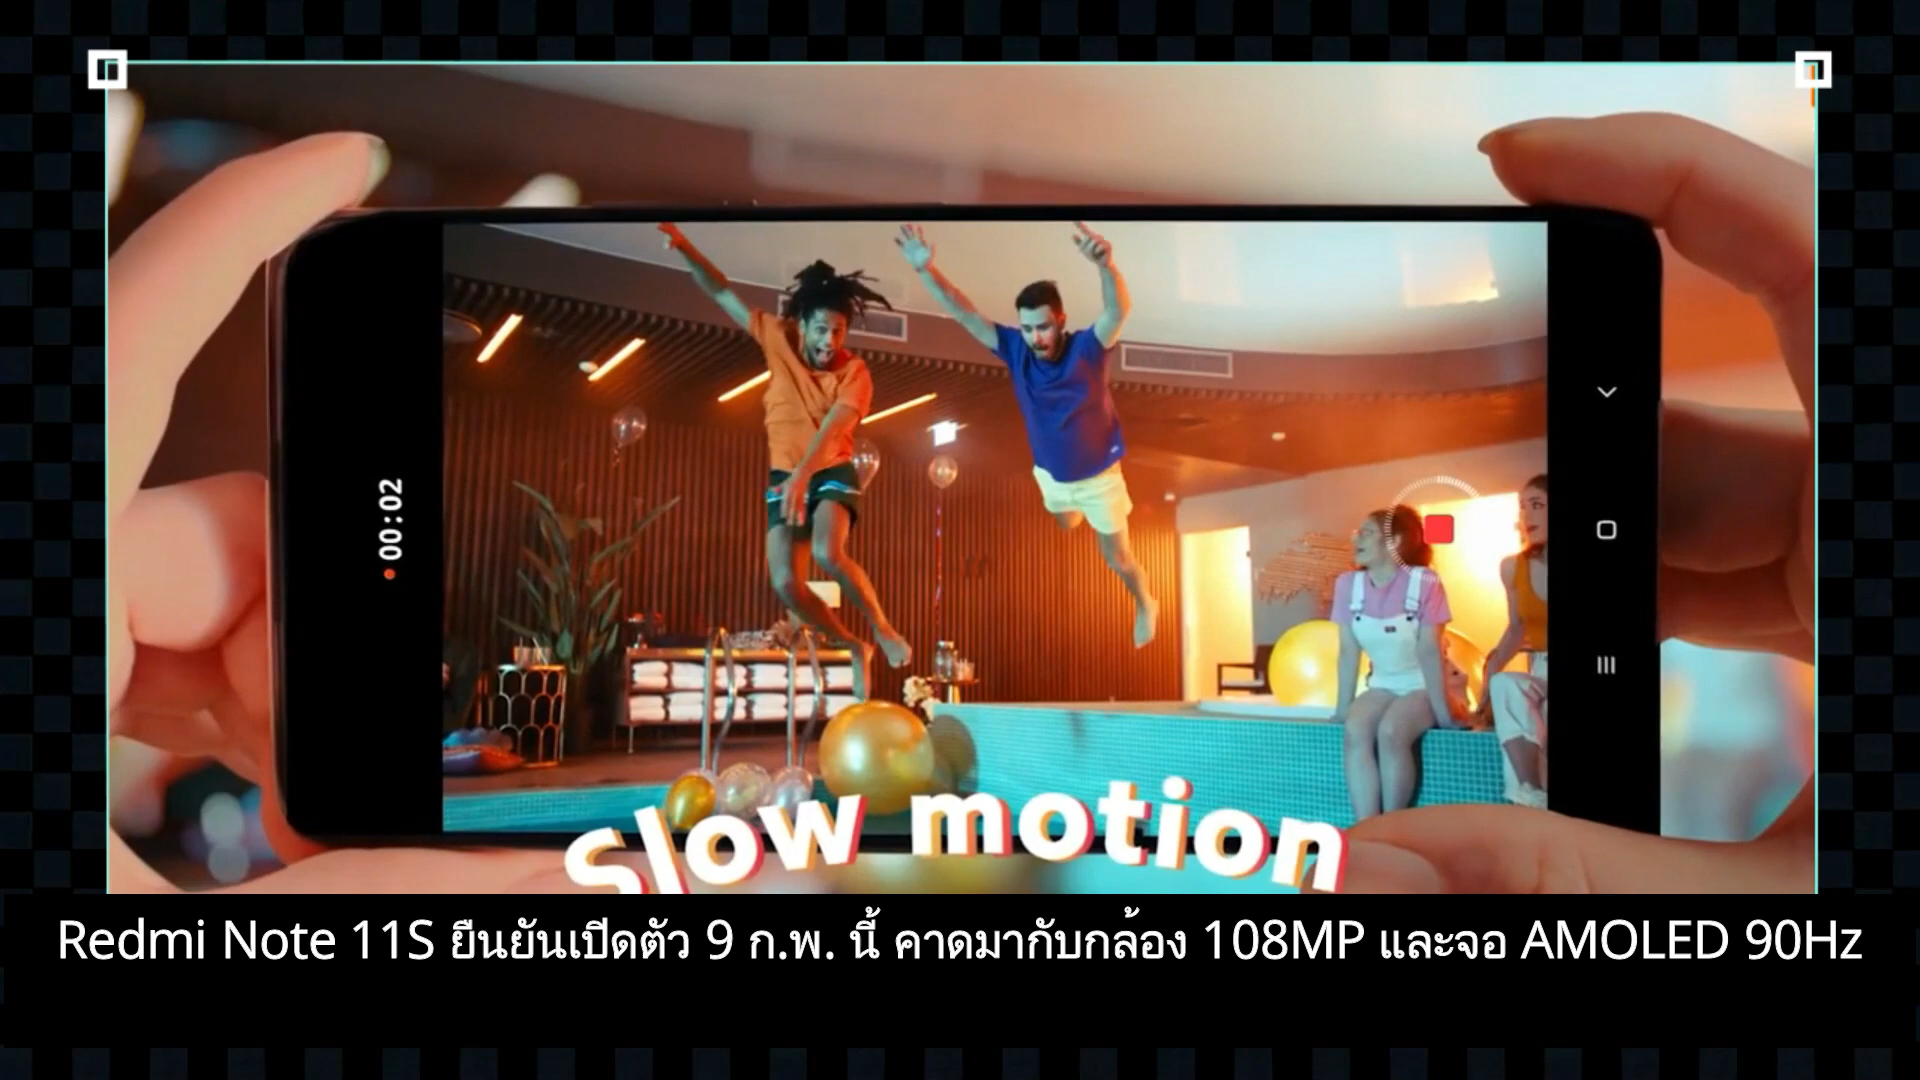 00:02
Slow motion
Redmi Note 11S ยืนยันเปิดตัว 9 ก.พ. นี้ คาดมากับกล้อง 108MP และจอ AMOLED 90Hz